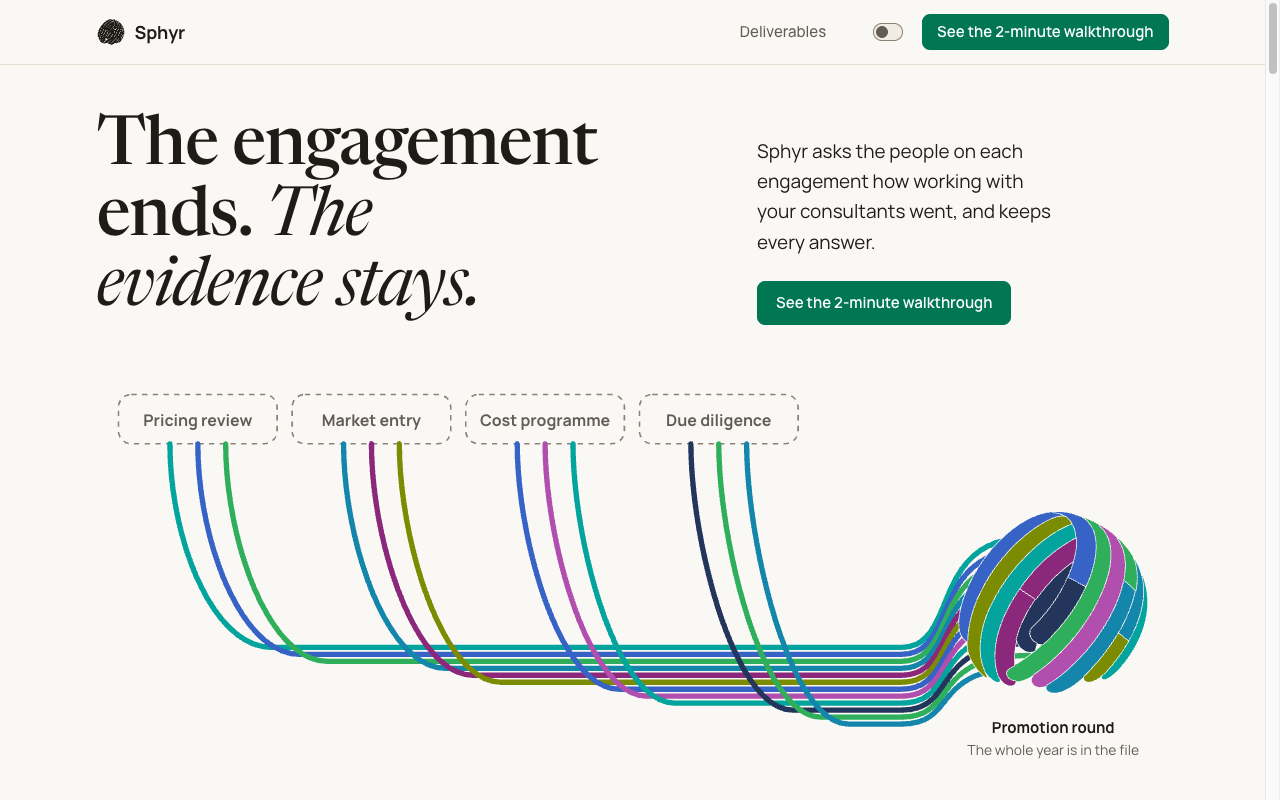 Sphyr
Deliverables
See the 2-minute walkthrough
The engagement
ends. The
evidence stays.
Sphyr asks the people on each
engagement how working with
your consultants went, and keeps
every answer.
See the 2-minute walkthrough
Pricing review
Market entry
Cost programme
Due diligence
Promotion round
The whole year is in the file